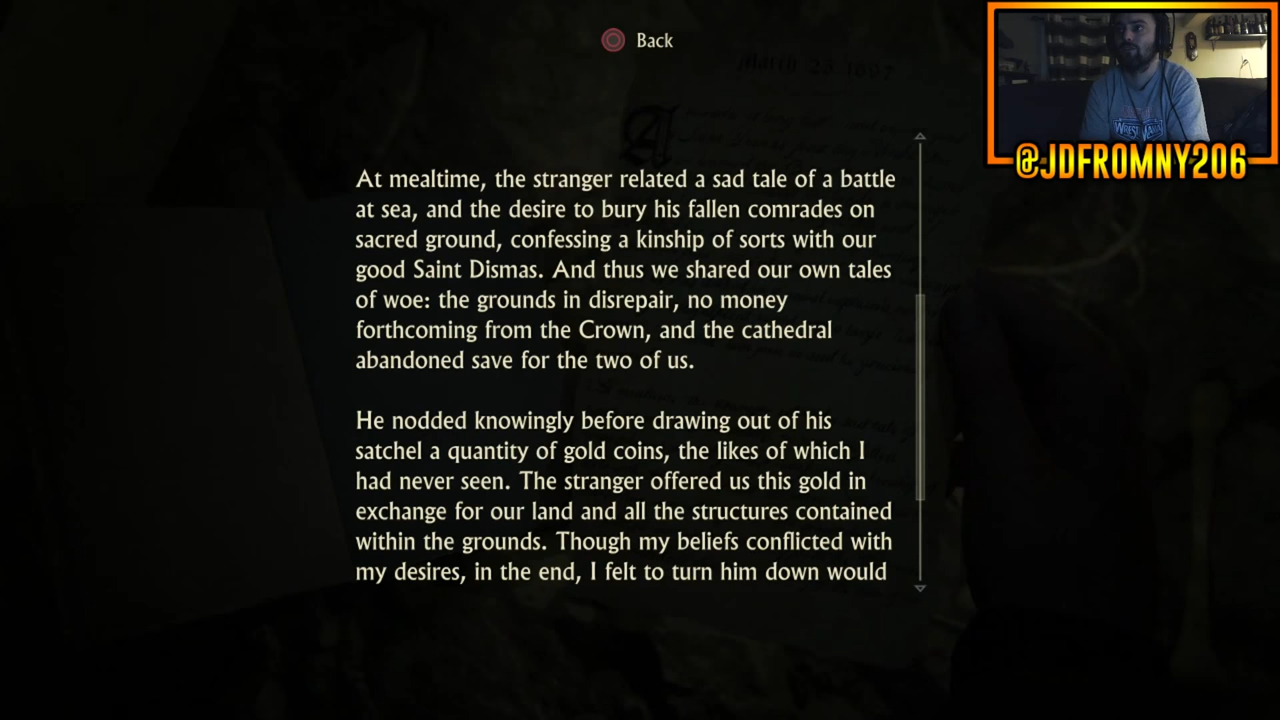 Back
@JDFROMNY206
At mealtime, the stranger related a sad tale of a battle
at sea, and the desire to bury his fallen comrades on
sacred ground, confessing a kinship of sorts with our
good Saint Dismas. And thus we shared our own tales
of woe: the grounds in disrepair, no money
forthcoming from the Crown, and the cathedral
abandoned save for the two of us.
He nodded knowingly before drawing out of his
satchel a quantity of gold coins, the likes of which I
had never seen. The stranger offered us this gold in
exchange for our land and all the structures contained
within the grounds. Though my beliefs conflicted with
my desires, in the end, I felt to turn him down would